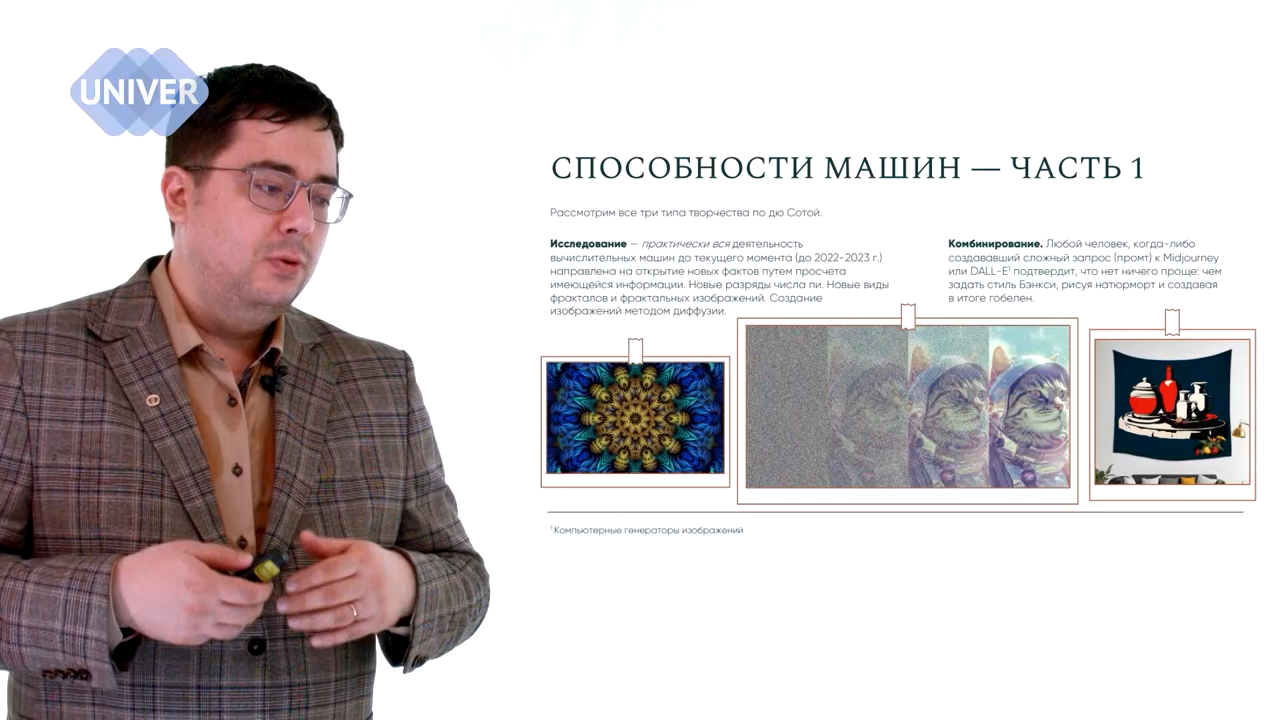 UNIVER
СПОСОБНОСТИ МАШИН — ЧАСТЬ 1
Рассмотрим все три типа творчества по дю Сотой.
Исследование — практически вся деятельность
вычислительных машин до текущего момента (до 2022-2023 г.)
направлена на открытие новых фактов путем просчета
имеющейся информации. Новые разряды числа пи. Новые виды
фракталов и фрактальных изображений. Создание
изображений методом диффузии.
Комбинирование. Любой человек, когда-либо
создававший сложный запрос (промт) к Midjourney
или DALL-E¹ подтвердит, что нет ничего проще: чем
задать стиль Бэнкси, рисуя натюрморт и создавая
в итоге гобелен.
¹ Компьютерные генераторы изображений